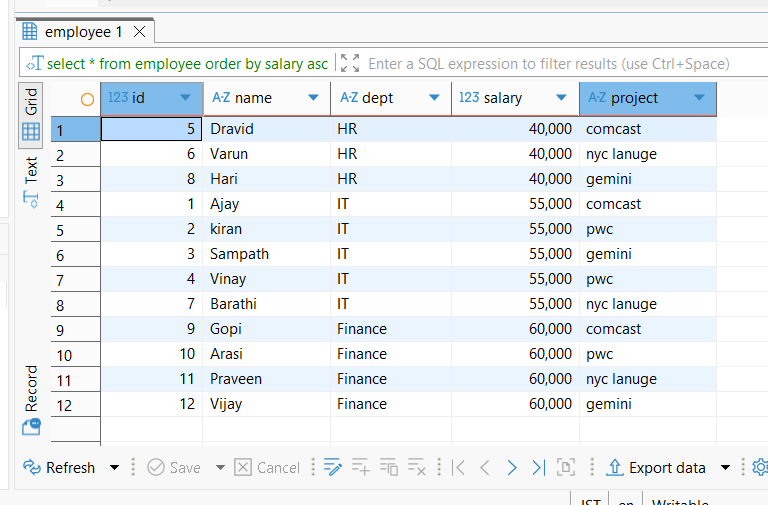 employee 1
select * from employee order by salary asc Enter a SQL expression to filter results (use Ctrl+Space)
Grid
Text
Record
123 id A-Z name A-Z dept 123 salary A-Z project
1 5 Dravid HR 40,000 comcast
2 6 Varun HR 40,000 nyc lanuge
3 8 Hari HR 40,000 gemini
4 1 Ajay IT 55,000 comcast
5 2 kiran IT 55,000 pwc
6 3 Sampath IT 55,000 gemini
7 4 Vinay IT 55,000 pwc
8 7 Barathi IT 55,000 nyc lanuge
9 9 Gopi Finance 60,000 comcast
10 10 Arasi Finance 60,000 pwc
11 11 Praveen Finance 60,000 nyc lanuge
12 12 Vijay Finance 60,000 gemini
Refresh Save Cancel Export data
IST en Writable